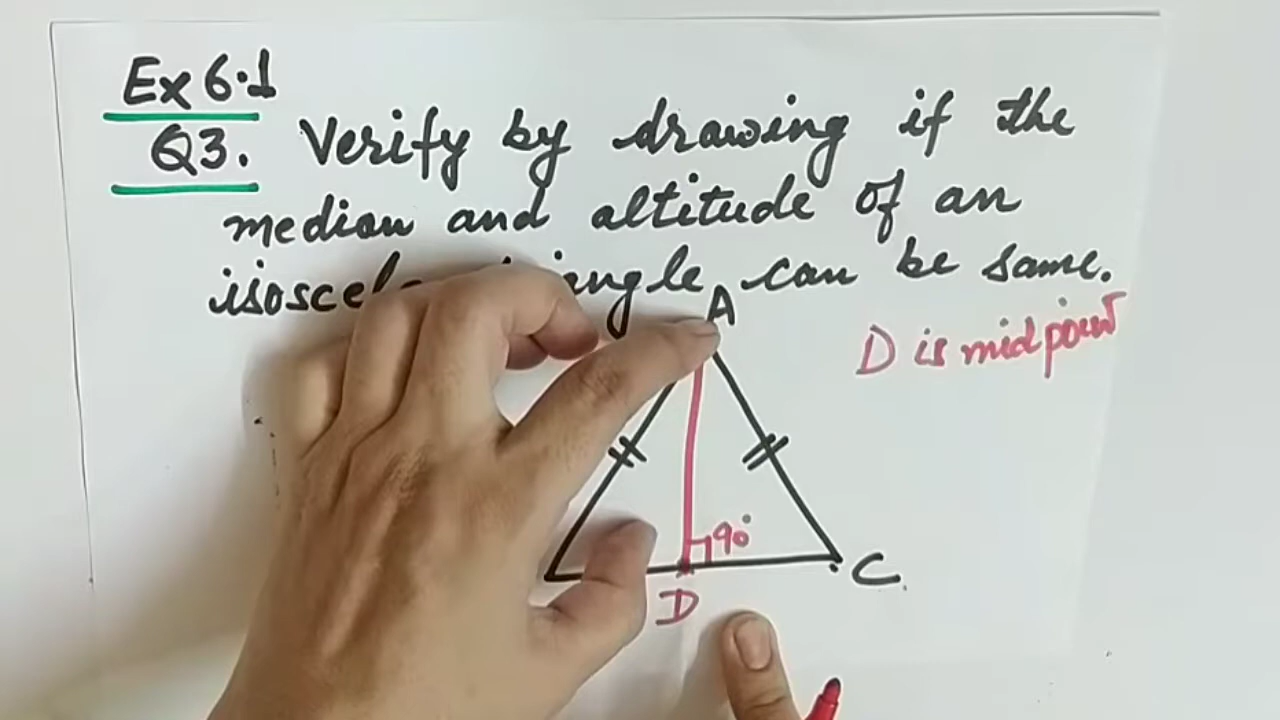 Ex 6.1
Q3. Verify by drawing if the
median and altitude of an
can be same.
A
D is midpoint
90°
C.
D